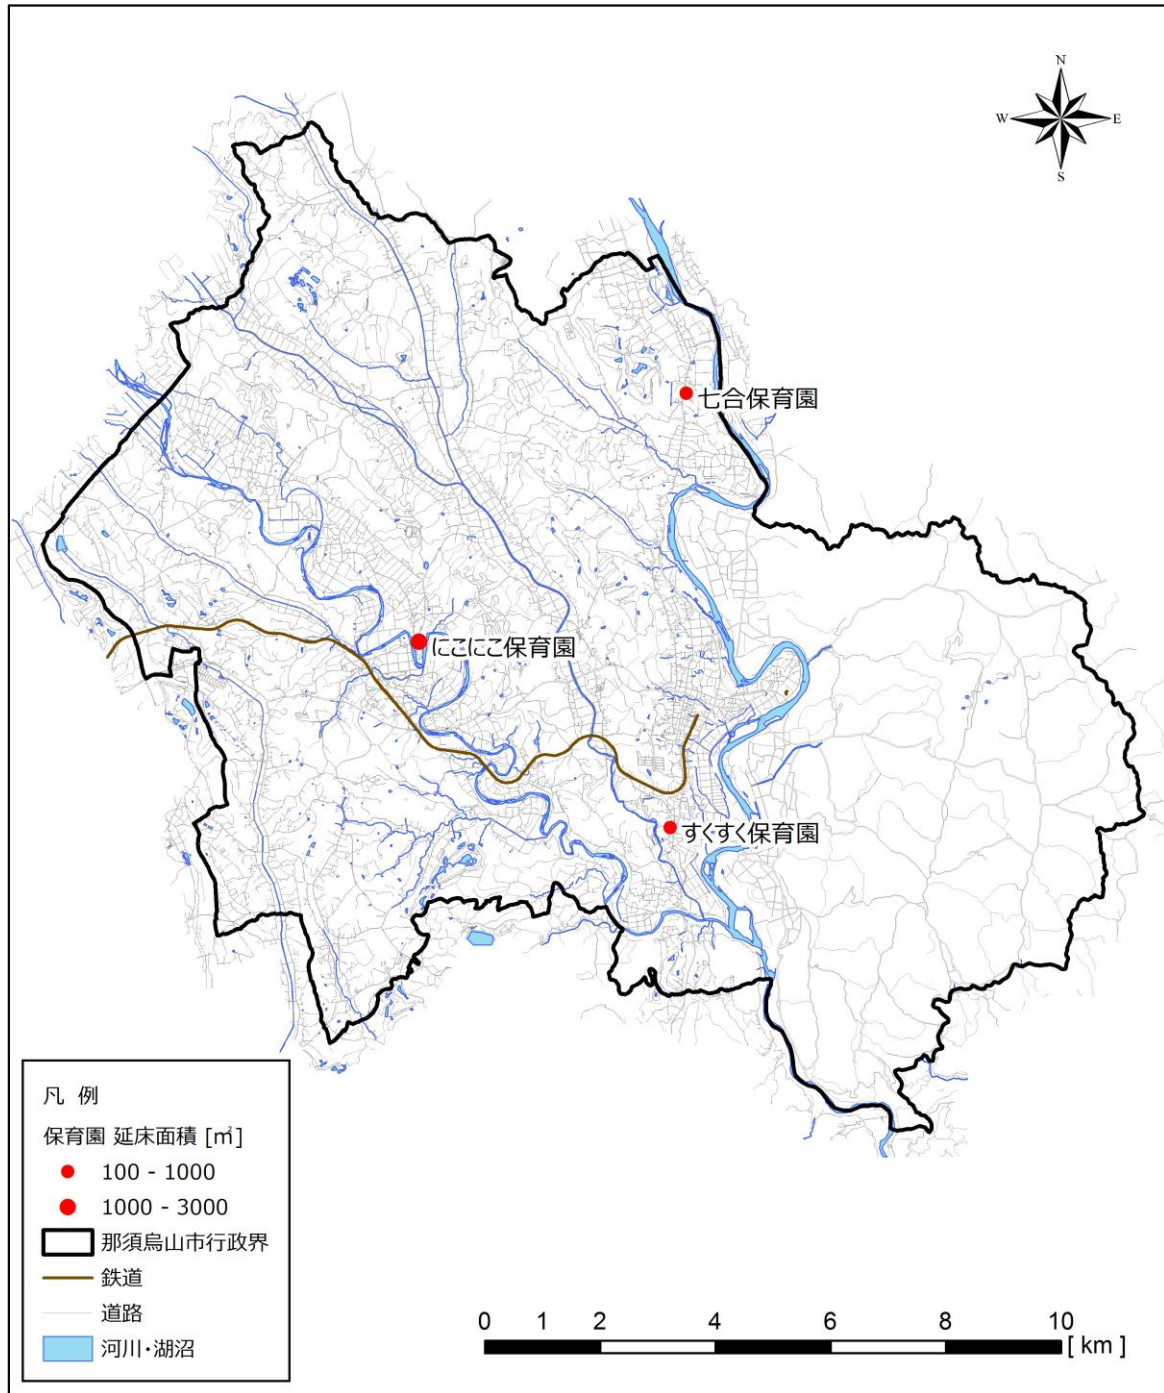 N
W E
S
七合保育園
にこにこ保育園
すくすく保育園
凡 例
保育園 延床面積 [㎡]
100 - 1000
1000 - 3000
那須烏山市行政界
鉄道
道路
河川・湖沼
0 1 2 4 6 8 10
[ km ]